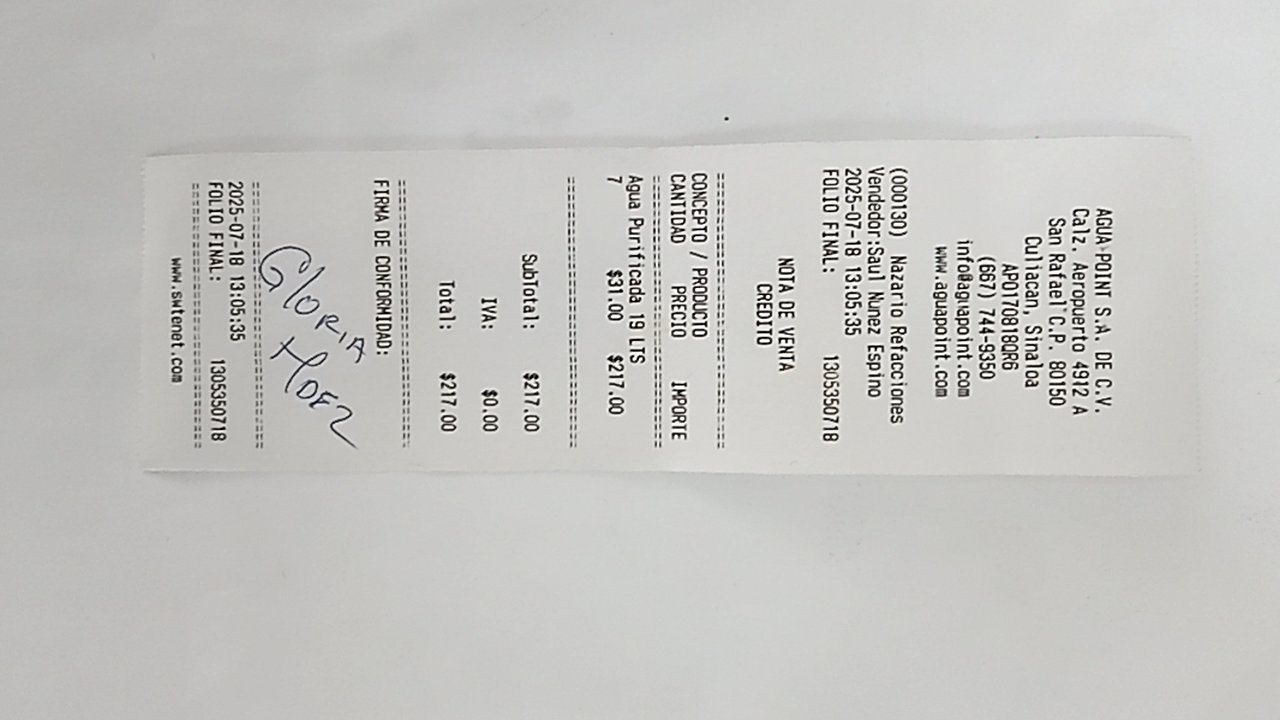 AGUA POINT S.A. DE C.V.
Calz. Aeropuerto 4912 A
San Rafael C.P. 80150
Culiacan, Sinaloa
APO170818QR6
(667) 744-9350
info@aguapoint.com
www.aguapoint.com
(000130) Nazario Refacciones
Vendedor:Saul Nunez Espino
2025-07-18 13:05:35
FOLIO FINAL: 1305350718
NOTA DE VENTA
CREDITO
===============================
CONCEPTO / PRODUCTO
CANTIDAD PRECIO IMPORTE
===============================
Agua Purificada 19 LTS
7 $31.00 $217.00
===============================
SubTotal: $217.00
IVA: $0.00
Total: $217.00
===============================
FIRMA DE CONFORMIDAD:
GLORIA HDEZ
===============================
2025-07-18 13:05:35
FOLIO FINAL: 1305350718
===============================
www.swtenet.com